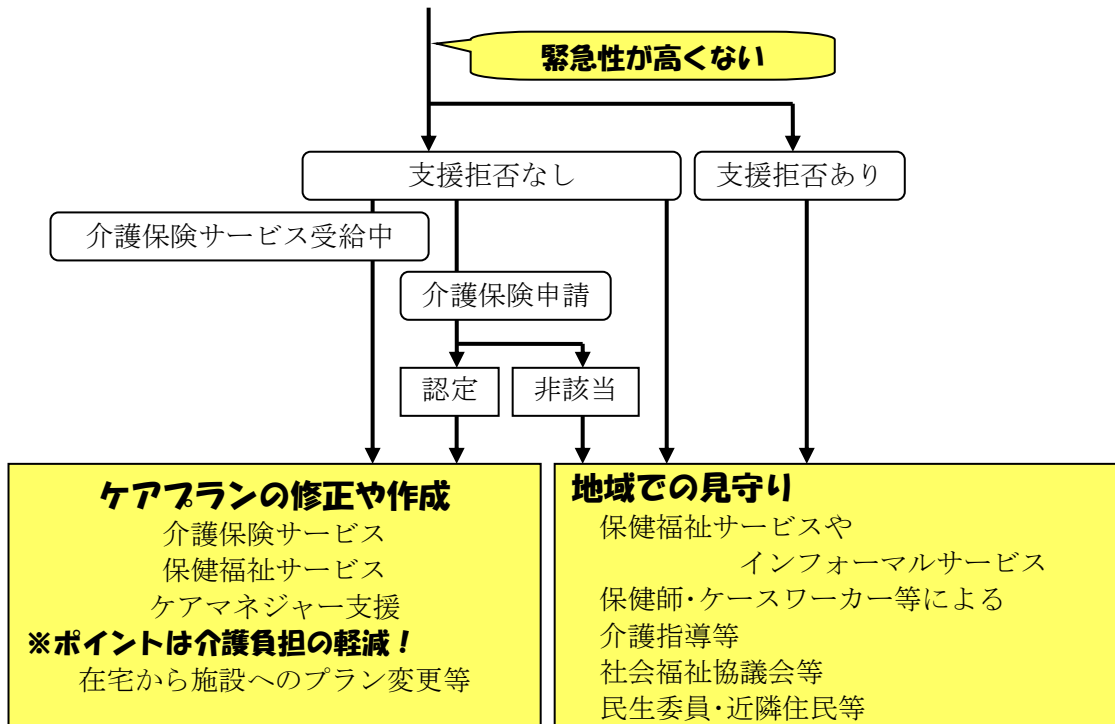 緊急性が高くない
支援拒否なし
支援拒否あり
介護保険サービス受給中
介護保険申請
認定
非該当
ケアプランの修正や作成
介護保険サービス
保健福祉サービス
ケアマネジャー支援
※ポイントは介護負担の軽減！
在宅から施設へのプラン変更等
地域での見守り
保健福祉サービスや
インフォーマルサービス
保健師･ケースワーカー等による
介護指導等
社会福祉協議会等
民生委員･近隣住民等